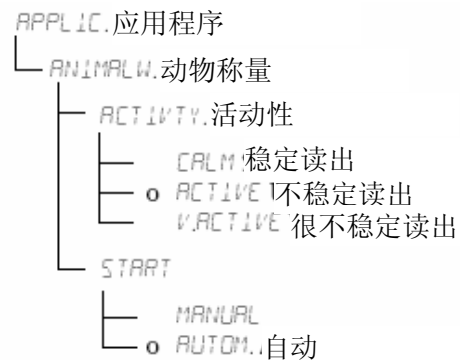 APPLIC.应用程序
ANIMALW.动物称量
ACTIVTY.活动性
CALM 稳定读出
o ACTIVE 不稳定读出
V.ACTIVE 很不稳定读出
START
MANUAL
o AUTOM. 自动